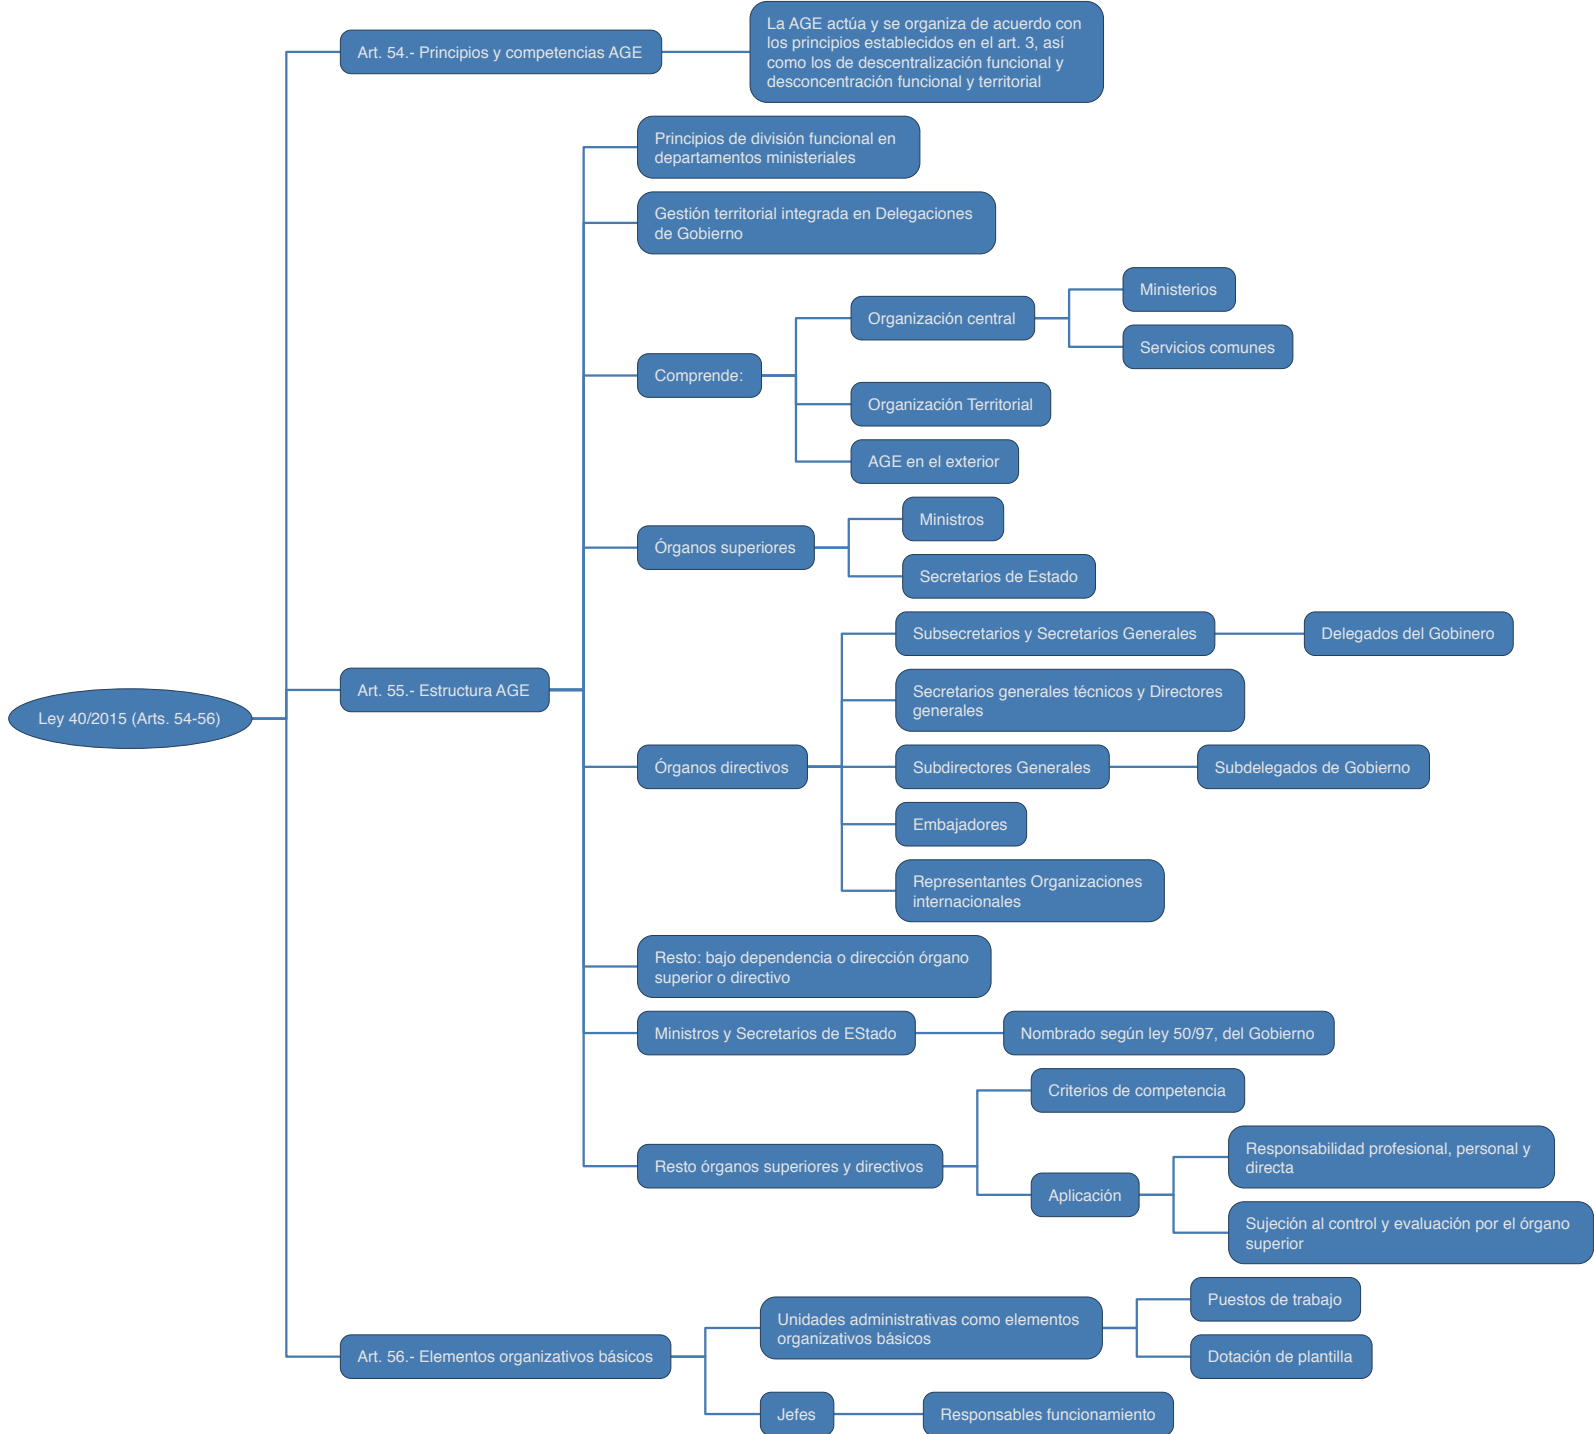 Ley 40/2015 (Arts. 54-56)
Art. 54.- Principios y competencias AGE
La AGE actúa y se organiza de acuerdo con
los principios establecidos en el art. 3, así
como los de descentralización funcional y
desconcentración funcional y territorial
Art. 55.- Estructura AGE
Principios de división funcional en
departamentos ministeriales
Gestión territorial integrada en Delegaciones
de Gobierno
Comprende:
Organización central
Ministerios
Servicios comunes
Organización Territorial
AGE en el exterior
Órganos superiores
Ministros
Secretarios de Estado
Órganos directivos
Subsecretarios y Secretarios Generales
Delegados del Gobinero
Secretarios generales técnicos y Directores
generales
Subdirectores Generales
Subdelegados de Gobierno
Embajadores
Representantes Organizaciones
internacionales
Resto: bajo dependencia o dirección órgano
superior o directivo
Ministros y Secretarios de EStado
Nombrado según ley 50/97, del Gobierno
Resto órganos superiores y directivos
Criterios de competencia
Aplicación
Responsabilidad profesional, personal y
directa
Sujeción al control y evaluación por el órgano
superior
Art. 56.- Elementos organizativos básicos
Unidades administrativas como elementos
organizativos básicos
Puestos de trabajo
Dotación de plantilla
Jefes
Responsables funcionamiento